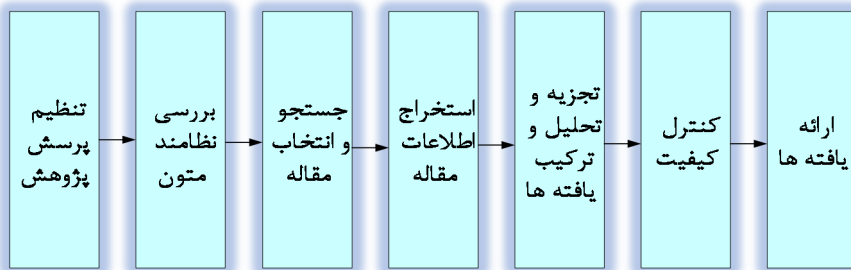 تنظیم
پرسش
پژوهش
بررسی
نظامند
متون
جستجو
و انتخاب
مقاله
استخراج
اطلاعات
مقاله
تجزیه و
تحلیل و
ترکیب
یافته ها
کنترل
کیفیت
ارائه
یافته ها